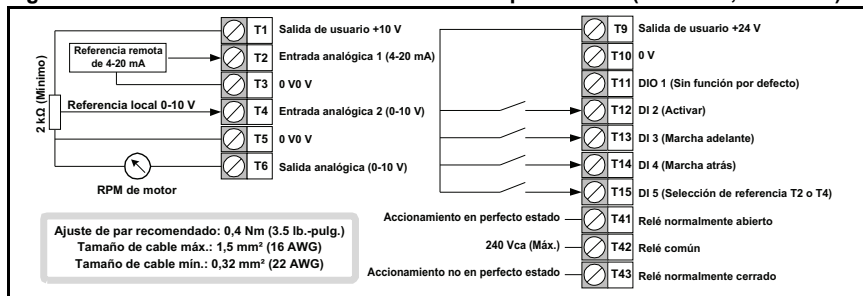 T1 Salida de usuario +10 V
Referencia remota
de 4-20 mA
T2 Entrada analógica 1 (4-20 mA)
T3 0 V0 V
2 kΩ (Mínimo)
Referencia local 0-10 V
T4 Entrada analógica 2 (0-10 V)
T5 0 V0 V
T6 Salida analógica (0-10 V)
RPM de motor
Ajuste de par recomendado: 0,4 Nm (3.5 lb.-pulg.)
Tamaño de cable máx.: 1,5 mm² (16 AWG)
Tamaño de cable mín.: 0,32 mm² (22 AWG)
T9 Salida de usuario +24 V
T10 0 V
T11 DIO 1 (Sin función por defecto)
T12 DI 2 (Activar)
T13 DI 3 (Marcha adelante)
T14 DI 4 (Marcha atrás)
T15 DI 5 (Selección de referencia T2 o T4)
Accionamiento en perfecto estado T41 Relé normalmente abierto
240 Vca (Máx.) T42 Relé común
Accionamiento no en perfecto estado T43 Relé normalmente cerrado